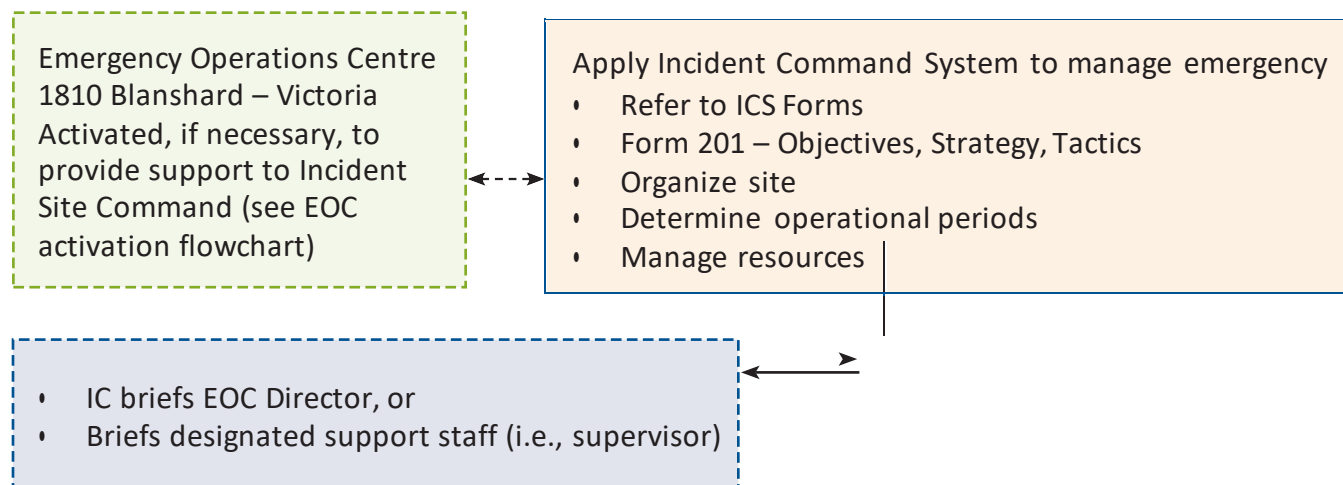 Emergency Operations Centre
1810 Blanshard – Victoria
Activated, if necessary, to
provide support to Incident
Site Command (see EOC
activation flowchart)
Apply Incident Command System to manage emergency
• Refer to ICS Forms
• Form 201 – Objectives, Strategy, Tactics
• Organize site
• Determine operational periods
• Manage resources
• IC briefs EOC Director, or
• Briefs designated support staff (i.e., supervisor)